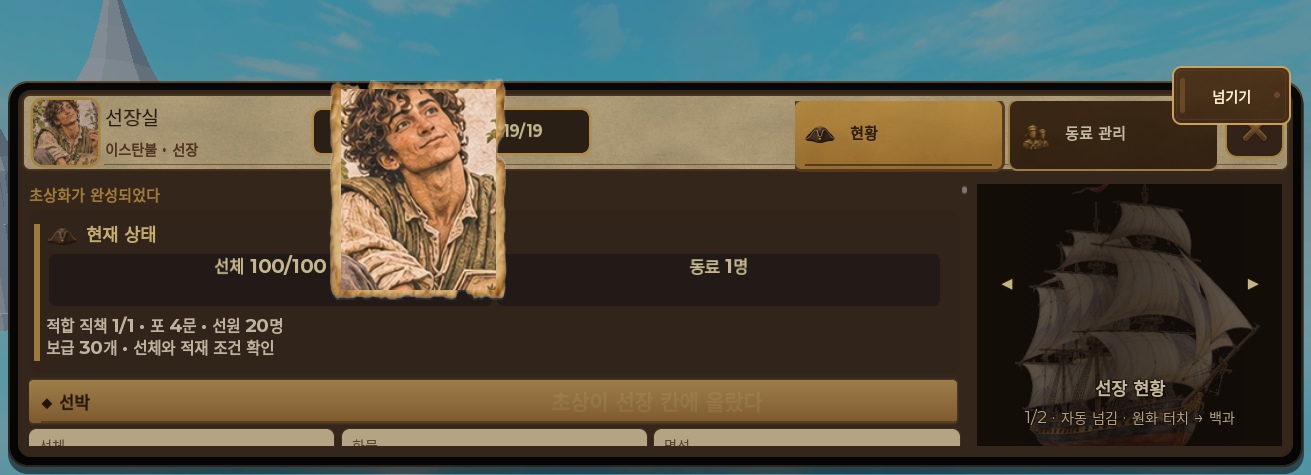 넘기기
선장실
19/19
현황
동료 관리
이스탄불 • 선장
초상화가 완성되었다
현재 상태
선체 100/100
동료 1명
적합 직책 1/1 • 포 4문 • 선원 20명
보급 30개 • 선체와 적재 조건 확인
◆ 선박
초상이 선장 칸에 올랐다
선체
화물
명성
◀
▶
선장 현황
1/2 · 자동 넘김 · 원화 터치 → 백과